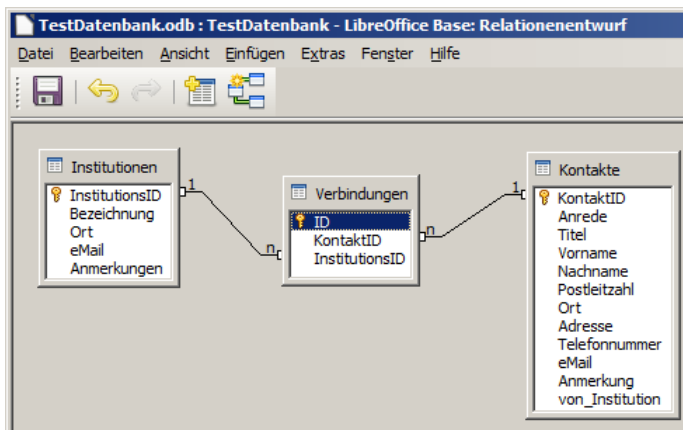 TestDatenbank.odb : TestDatenbank - LibreOffice Base: Relationenentwurf
Datei Bearbeiten Ansicht Einfügen Extras Fenster Hilfe
Institutionen
InstitutionsID
Bezeichnung
Ort
eMail
Anmerkungen
1
n
Verbindungen
ID
KontaktID
InstitutionsID
n
1
Kontakte
KontaktID
Anrede
Titel
Vorname
Nachname
Postleitzahl
Ort
Adresse
Telefonnummer
eMail
Anmerkung
von_Institution